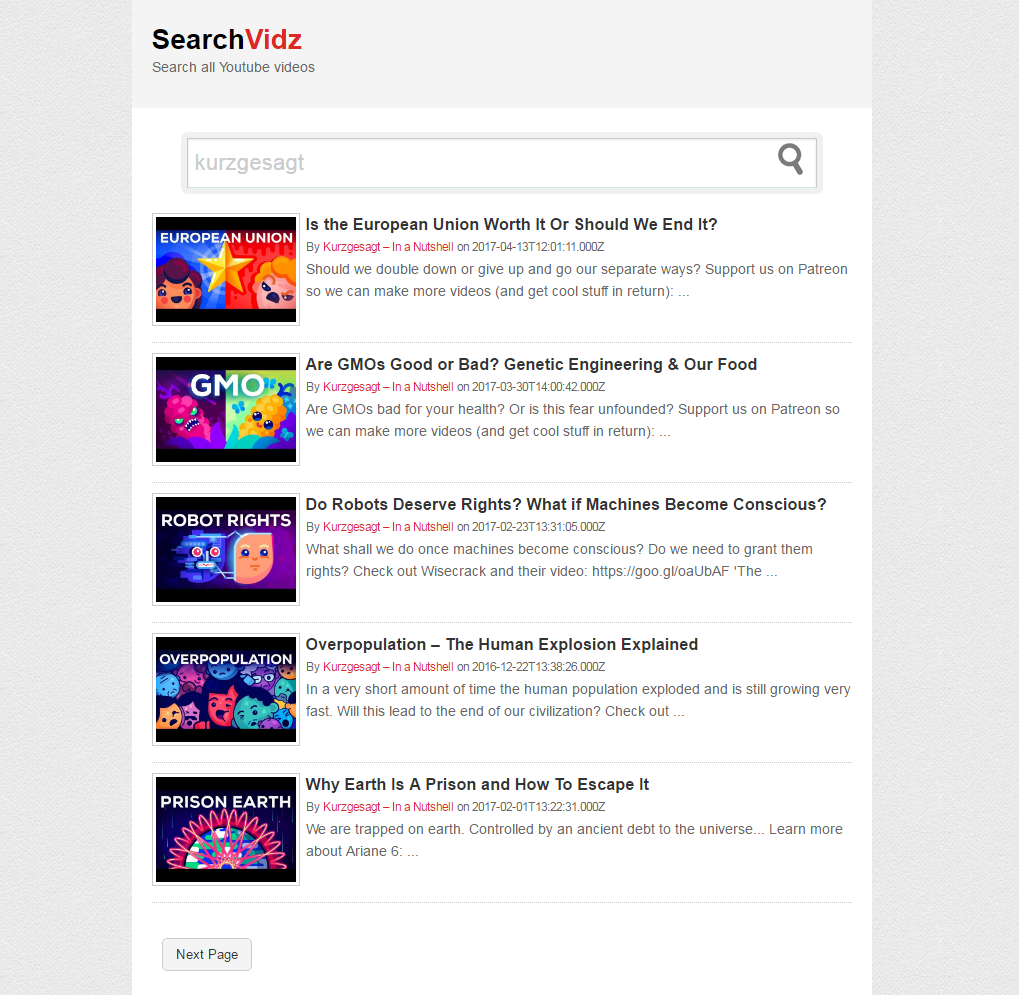 SearchVidz
Search all Youtube videos
kurzgesagt
EUROPEAN UNION
Is the European Union Worth It Or Should We End It?
By Kurzgesagt – In a Nutshell on 2017-04-13T12:01:11.000Z
Should we double down or give up and go our separate ways? Support us on Patreon
so we can make more videos (and get cool stuff in return): ...
GMO
Are GMOs Good or Bad? Genetic Engineering & Our Food
By Kurzgesagt – In a Nutshell on 2017-03-30T14:00:42.000Z
Are GMOs bad for your health? Or is this fear unfounded? Support us on Patreon so
we can make more videos (and get cool stuff in return): ...
ROBOT RIGHTS
Do Robots Deserve Rights? What if Machines Become Conscious?
By Kurzgesagt – In a Nutshell on 2017-02-23T13:31:05.000Z
What shall we do once machines become conscious? Do we need to grant them
rights? Check out Wisecrack and their video: https://goo.gl/oaUbAF 'The ...
OVERPOPULATION
Overpopulation – The Human Explosion Explained
By Kurzgesagt – In a Nutshell on 2016-12-22T13:38:26.000Z
In a very short amount of time the human population exploded and is still growing very
fast. Will this lead to the end of our civilization? Check out ...
PRISON EARTH
Why Earth Is A Prison and How To Escape It
By Kurzgesagt – In a Nutshell on 2017-02-01T13:22:31.000Z
We are trapped on earth. Controlled by an ancient debt to the universe... Learn more
about Ariane 6: ...
Next Page